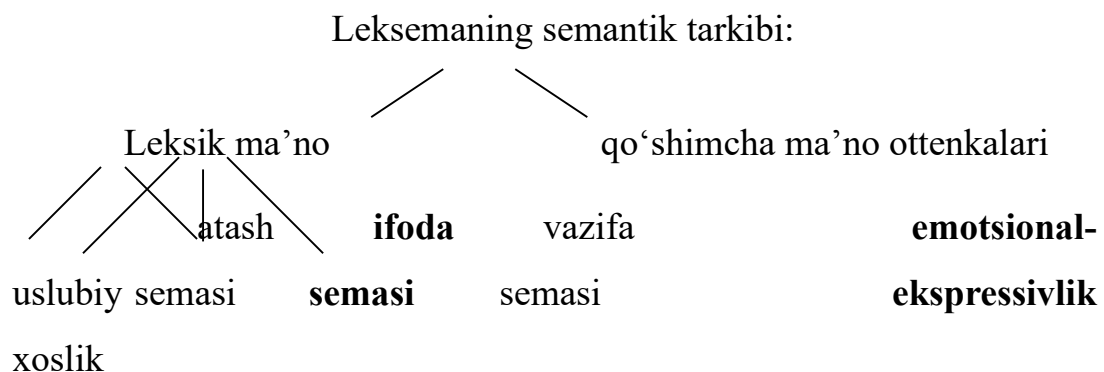 Leksemaning semantik tarkibi:
Leksik ma’no qo‘shimcha ma’no ottenkalari
atash ifoda vazifa emotsional-
uslubiy semasi semasi semasi ekspressivlik
xoslik